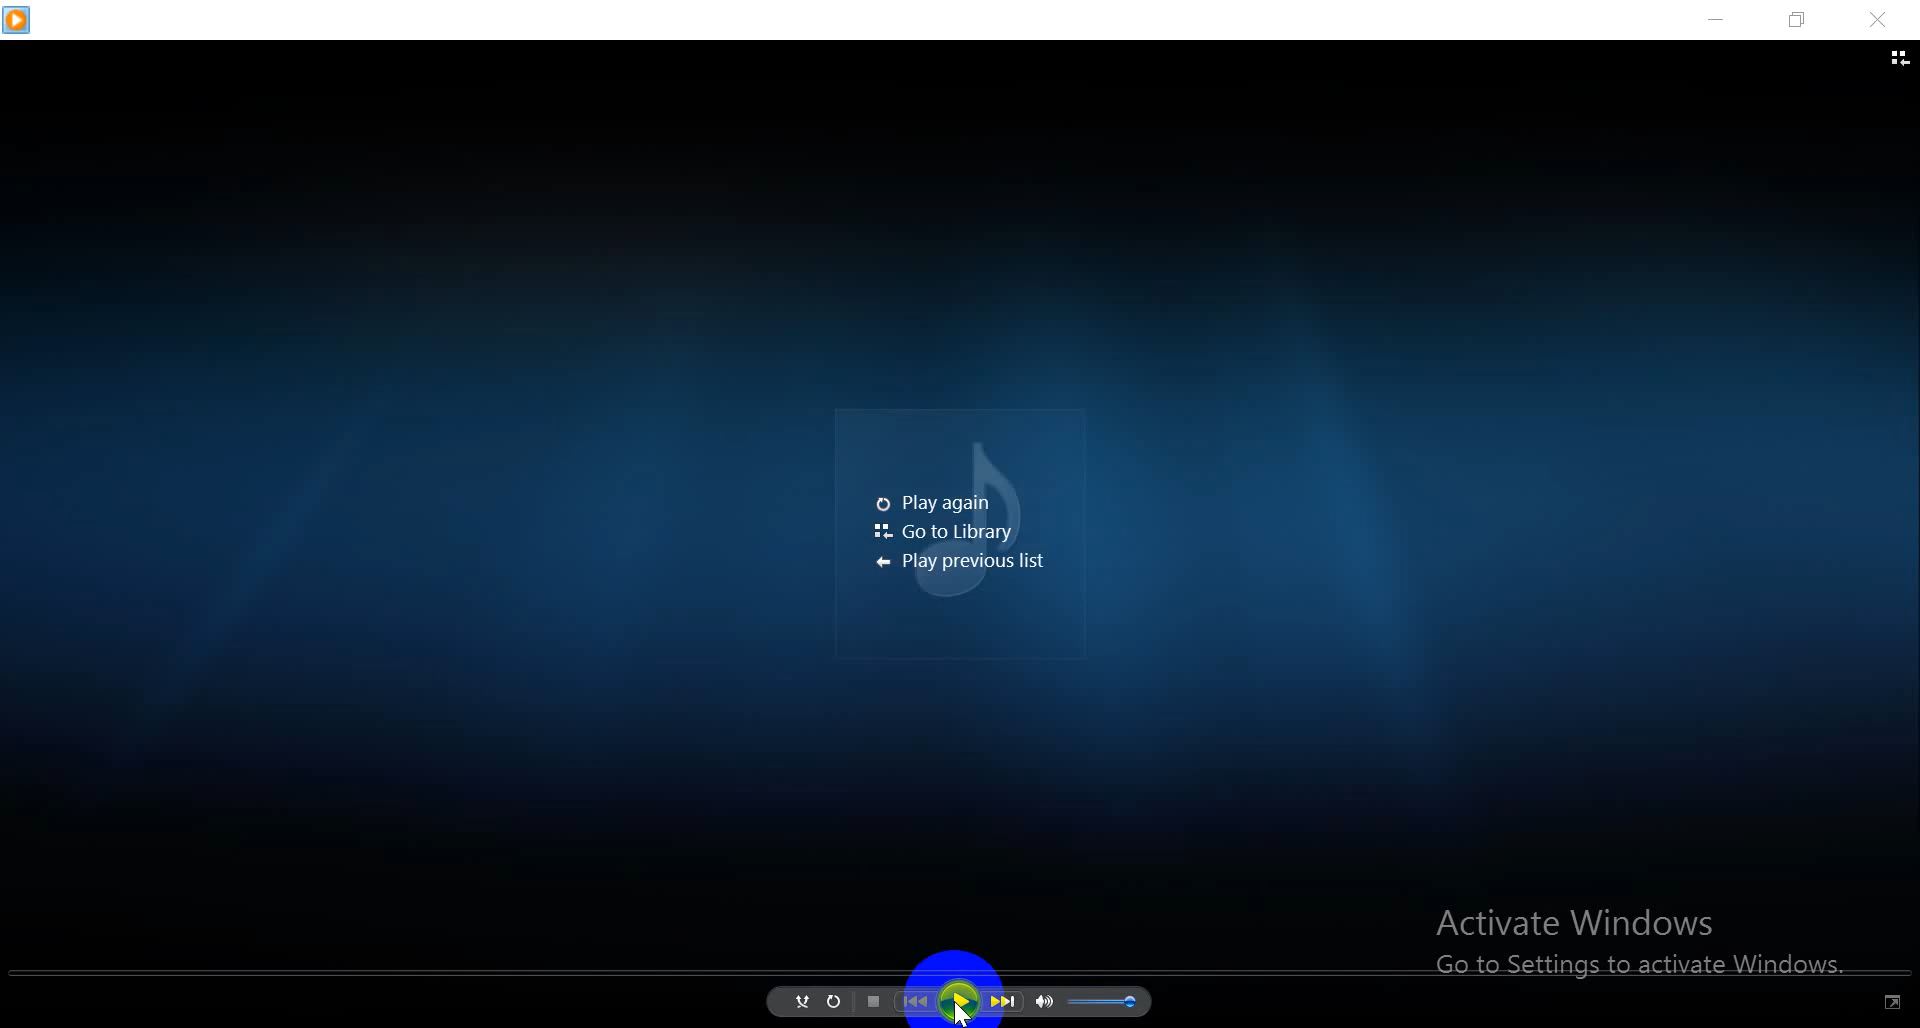 Play again
Go to Library
Play previous list
Activate Windows
Go to Settings to activate Windows.